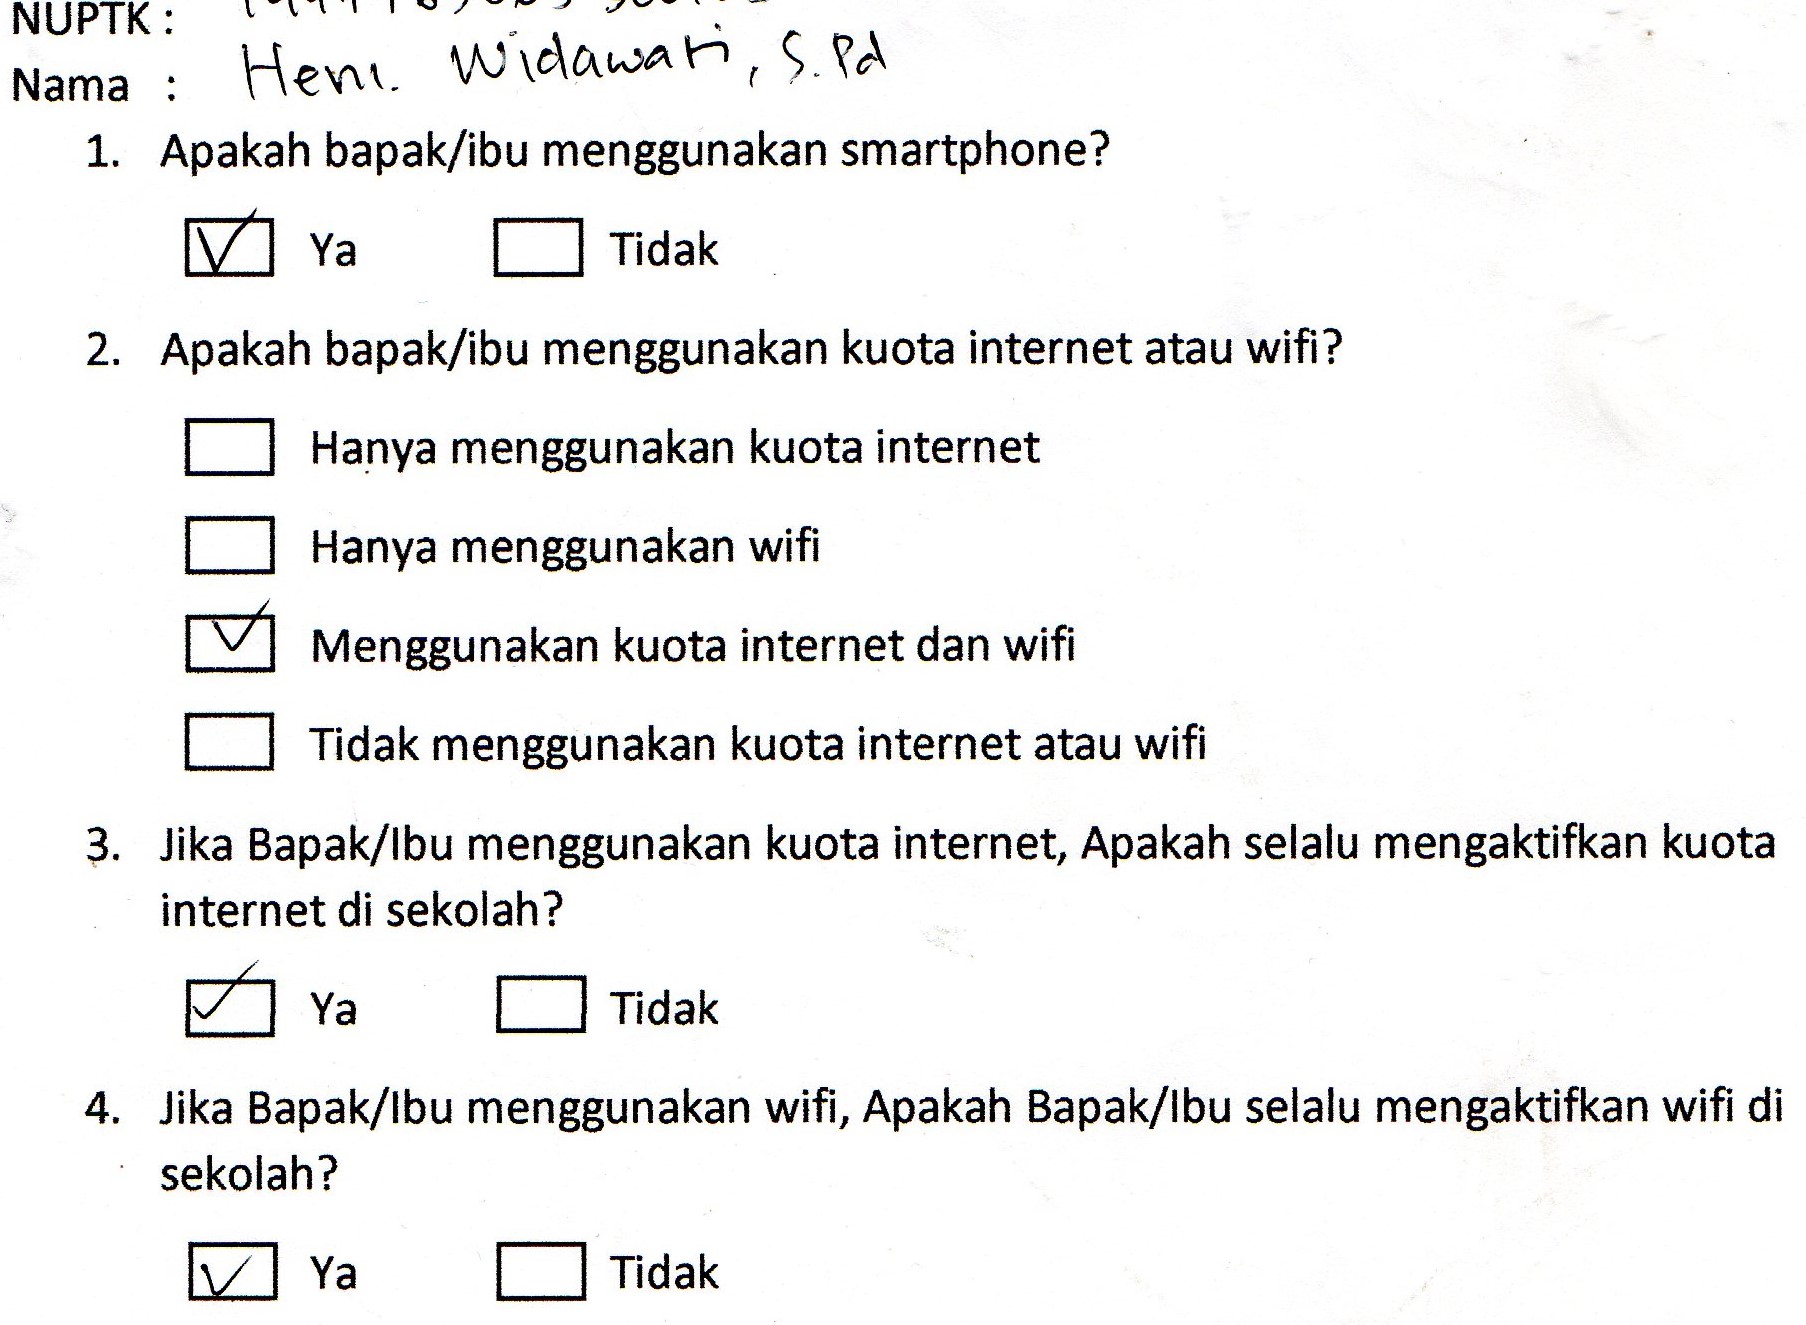 NUPTK :
Nama : Heni. Widawati, S.Pd
1. Apakah bapak/ibu menggunakan smartphone?
Ya Tidak
2. Apakah bapak/ibu menggunakan kuota internet atau wifi?
Hanya menggunakan kuota internet
Hanya menggunakan wifi
Menggunakan kuota internet dan wifi
Tidak menggunakan kuota internet atau wifi
3. Jika Bapak/Ibu menggunakan kuota internet, Apakah selalu mengaktifkan kuota
internet di sekolah?
Ya Tidak
4. Jika Bapak/Ibu menggunakan wifi, Apakah Bapak/Ibu selalu mengaktifkan wifi di
sekolah?
Ya Tidak